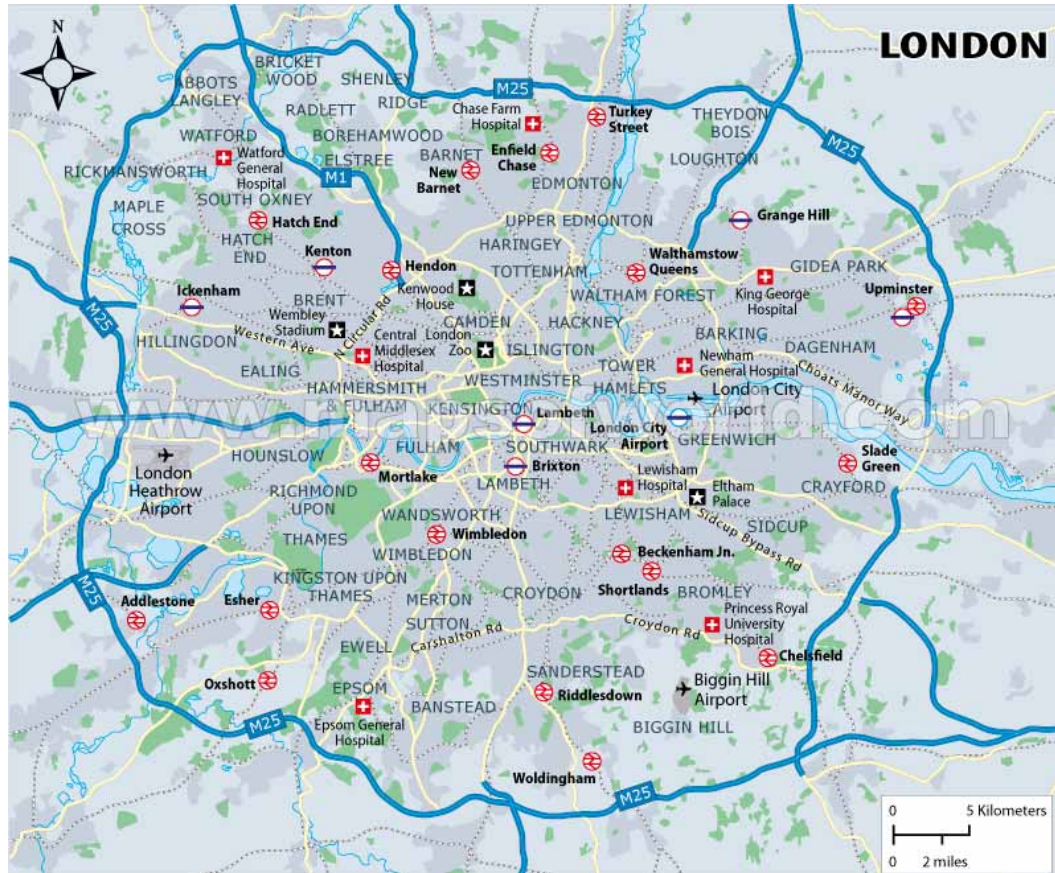 N
LONDON
BRICKET
WOOD
SHENLEY
M25
ABBOTS
LANGLEY
RADLETT
RIDGE
Chase Farm
Hospital
Turkey
Street
THEYDON
BOIS
WATFORD
BOREHAMWOOD
M25
Watford
General
Hospital
ELSTREE
BARNET
Enfield
Chase
LOUGHTON
RICKMANSWORTH
M1
New
Barnet
EDMONTON
SOUTH OXNEY
MAPLE
CROSS
Hatch End
UPPER EDMONTON
Grange Hill
HATCH
END
HARINGEY
Kenton
Hendon
TOTTENHAM
Walthamstow
Queens
GIDEA PARK
Kenwood
House
WALTHAM FOREST
King George
Hospital
Upminster
Ickenham
M25
BRENT
Wembley
Stadium
N Circular Rd
CAMDEN
HACKNEY
BARKING
HILLINGDON
Western Ave
Central
Middlesex
Hospital
London
Zoo
ISLINGTON
DAGENHAM
EALING
TOWER
HAMLETS
Newham
General Hospital
Choats Manor Way
HAMMERSMITH
& FULHAM
WESTMINSTER
KENSINGTON
London City
Airport
www.mapsofworld.com
Lambeth
London City
Airport
GREENWICH
HOUNSLOW
FULHAM
SOUTHWARK
Slade
Green
London
Heathrow
Airport
Mortlake
Brixton
Lewisham
Hospital
Eltham
Palace
CRAYFORD
RICHMOND
UPON
THAMES
LAMBETH
WANDSWORTH
LEWISHAM
Sidcup Bypass Rd
SIDCUP
Wimbledon
WIMBLEDON
Beckenham Jn.
M25
KINGSTON UPON
THAMES
Shortlands
BROMLEY
Addlestone
Esher
MERTON
CROYDON
Princess Royal
University
Hospital
SUTTON
Carshalton Rd
Croydon Rd
EWELL
Chelsfield
Oxshott
EPSOM
SANDERSTEAD
Riddlesdown
Biggin Hill
Airport
BANSTEAD
M25
Epsom General
Hospital
BIGGIN HILL
Woldingham
M25
0 5 Kilometers
0 2 miles